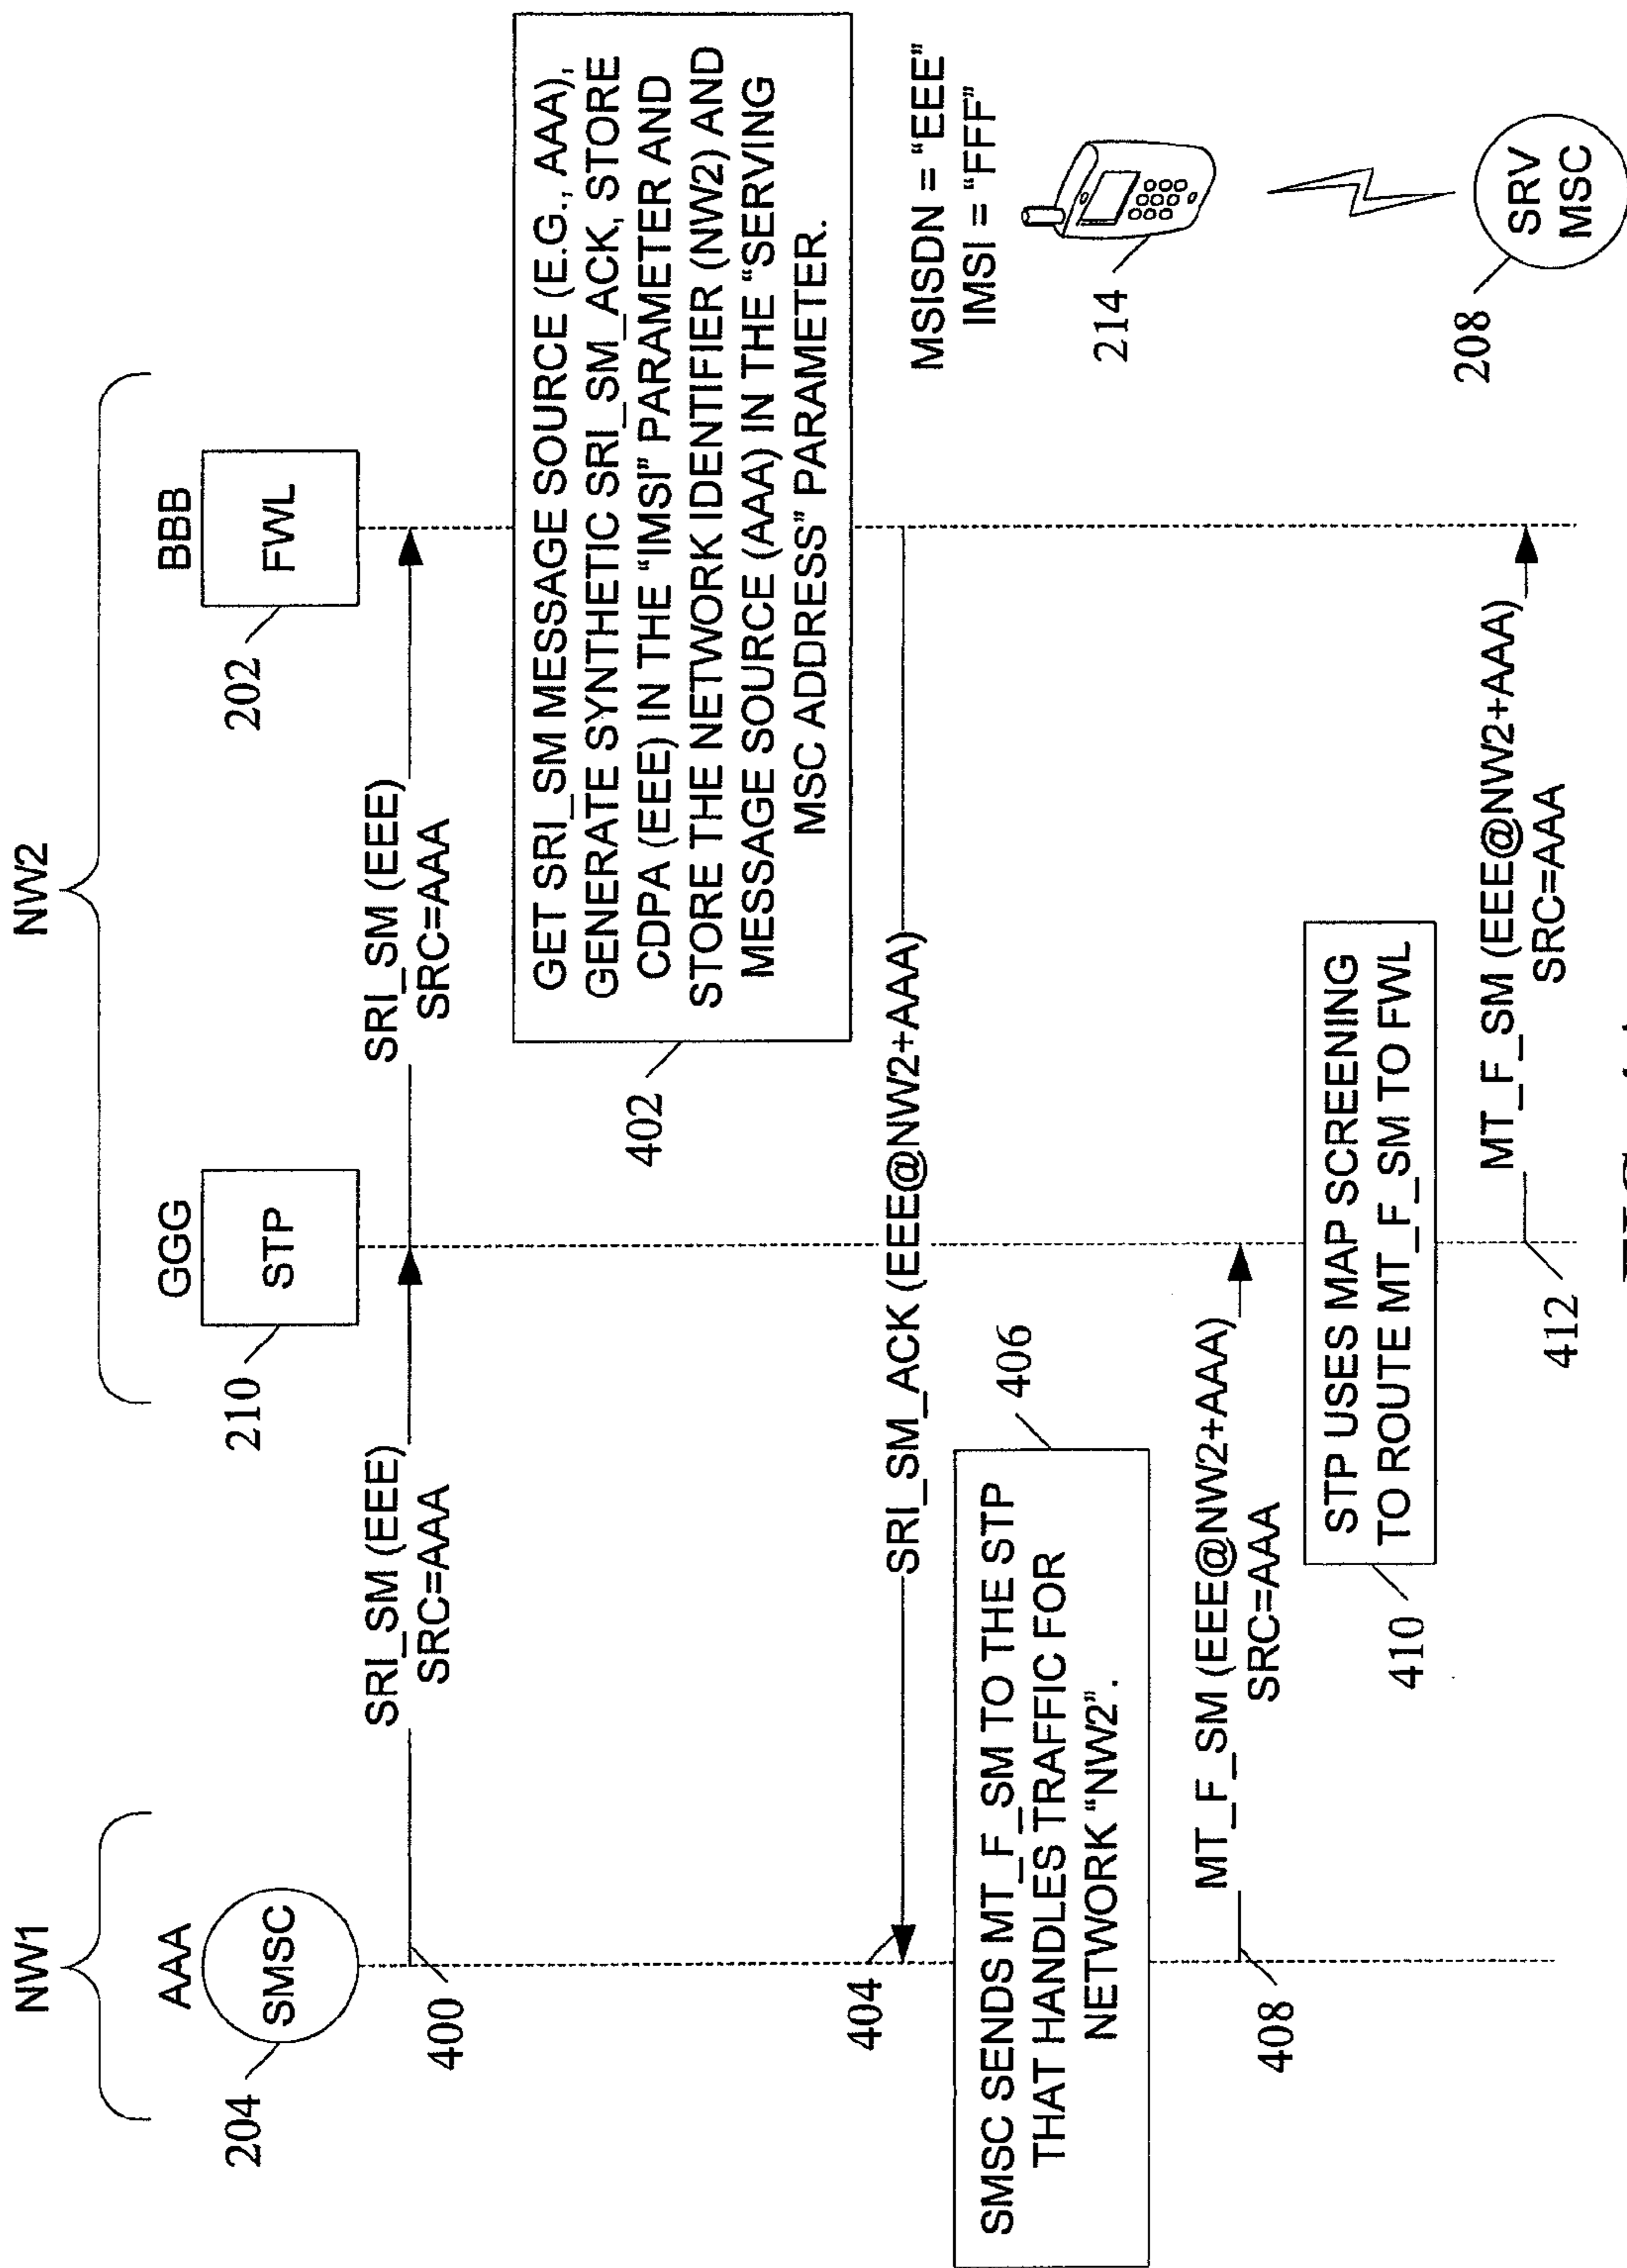 NW1
NW2
AAA
GGG
BBB
SMSC
STP
FWL
204
210
202
SRI_SM (EEE)
SRC=AAA
SRI_SM (EEE)
SRC=AAA
400
GET SRI_SM MESSAGE SOURCE (E.G., AAA),
GENERATE SYNTHETIC SRI_SM_ACK, STORE
CDPA (EEE) IN THE “IMSI” PARAMETER AND
STORE THE NETWORK IDENTIFIER (NW2) AND
MESSAGE SOURCE (AAA) IN THE “SERVING
MSC ADDRESS” PARAMETER.
402
SRI_SM_ACK (EEE@NW2+AAA)
404
SMSC SENDS MT_F_SM TO THE STP
THAT HANDLES TRAFFIC FOR
NETWORK “NW2”.
406
MSISDN = “EEE”
IMSI = “FFF”
214
MT_F_SM (EEE@NW2+AAA)
SRC=AAA
408
STP USES MAP SCREENING
TO ROUTE MT_F_SM TO FWL
410
MT_F_SM (EEE@NW2+AAA)
SRC=AAA
412
SRV
MSC
208